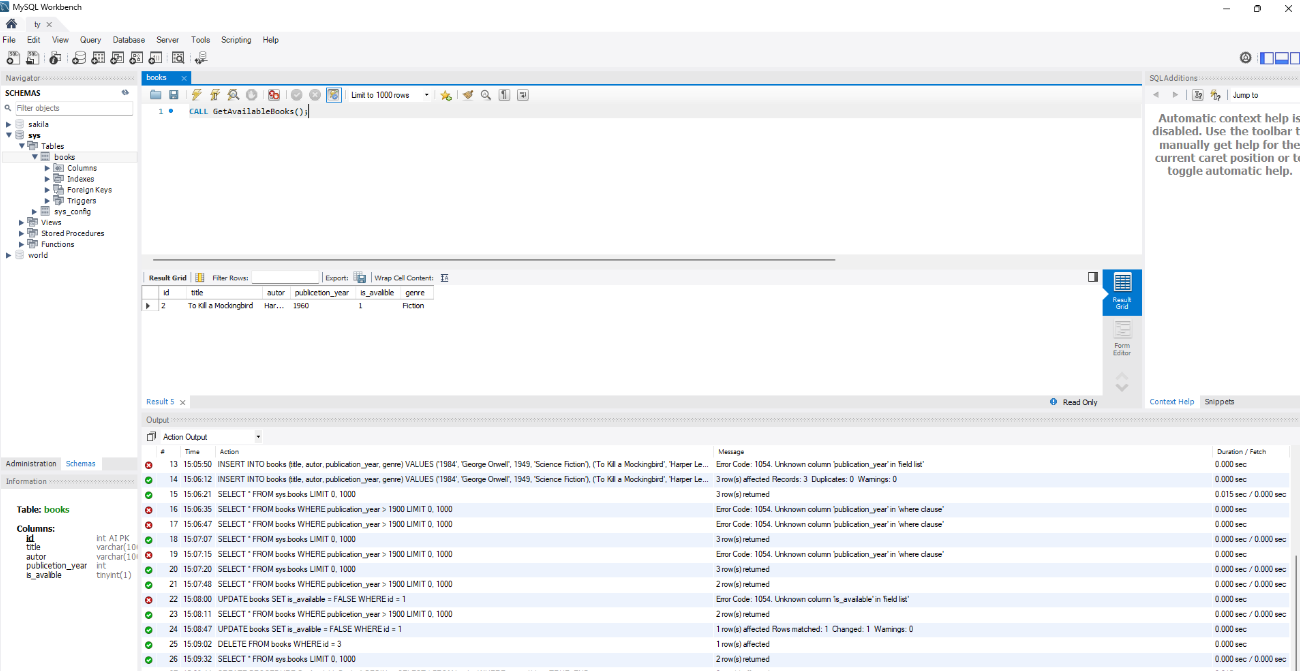 MySQL Workbench
ty
File Edit View Query Database Server Tools Scripting Help
Navigator
SCHEMAS
Filter objects
sakila
sys
Tables
books
Columns
Indexes
Foreign Keys
Triggers
sys_config
Views
Stored Procedures
Functions
world
Administration Schemas
Information
Table: books
Columns:
id int AI PK
title varchar(10
autor varchar(10
publicetion_year int
is_avalible tinyint(1)
books
Limit to 1000 rows
1 CALL GetAvailableBooks();
Result Grid Filter Rows: Export: Wrap Cell Content:
id title autor publicetion_year is_avalible genre
2 To Kill a Mockingbird Har... 1960 1 Fiction
Result Grid
Form Editor
Result 5
Read Only
SQLAdditions
Jump to
Automatic context help is
disabled. Use the toolbar t
manually get help for the
current caret position or to
toggle automatic help.
Context Help Snippets
Output
Action Output
# Time Action Message Duration / Fetch
13 15:05:50 INSERT INTO books (title, autor, publication_year, genre) VALUES ('1984', 'George Orwell', 1949, 'Science Fiction'), ('To Kill a Mockingbird', 'Harper Le... Error Code: 1054. Unknown column 'publication_year' in 'field list' 0.000 sec
14 15:06:12 INSERT INTO books (title, autor, publicetion_year, genre) VALUES ('1984', 'George Orwell', 1949, 'Science Fiction'), ('To Kill a Mockingbird', 'Harper Le... 3 row(s) affected Records: 3 Duplicates: 0 Warnings: 0 0.000 sec
15 15:06:21 SELECT * FROM sys.books LIMIT 0, 1000 3 row(s) returned 0.015 sec / 0.000 sec
16 15:06:35 SELECT * FROM books WHERE publication_year > 1900 LIMIT 0, 1000 Error Code: 1054. Unknown column 'publication_year' in 'where clause' 0.000 sec
17 15:06:47 SELECT * FROM books WHERE publication_year > 1900 LIMIT 0, 1000 Error Code: 1054. Unknown column 'publication_year' in 'where clause' 0.000 sec
18 15:07:07 SELECT * FROM sys.books LIMIT 0, 1000 3 row(s) returned 0.000 sec / 0.000 sec
19 15:07:15 SELECT * FROM books WHERE publication_year > 1900 LIMIT 0, 1000 Error Code: 1054. Unknown column 'publication_year' in 'where clause' 0.000 sec
20 15:07:20 SELECT * FROM sys.books LIMIT 0, 1000 3 row(s) returned 0.000 sec / 0.000 sec
21 15:07:48 SELECT * FROM books WHERE publicetion_year > 1900 LIMIT 0, 1000 2 row(s) returned 0.000 sec / 0.000 sec
22 15:08:00 UPDATE books SET is_available = FALSE WHERE id = 1 Error Code: 1054. Unknown column 'is_available' in 'field list' 0.000 sec
23 15:08:11 SELECT * FROM books WHERE publicetion_year > 1900 LIMIT 0, 1000 2 row(s) returned 0.000 sec / 0.000 sec
24 15:08:47 UPDATE books SET is_avalible = FALSE WHERE id = 1 1 row(s) affected Rows matched: 1 Changed: 1 Warnings: 0 0.000 sec
25 15:09:02 DELETE FROM books WHERE id = 3 1 row(s) affected 0.000 sec
26 15:09:32 SELECT * FROM sys.books LIMIT 0, 1000 2 row(s) returned 0.000 sec / 0.000 sec